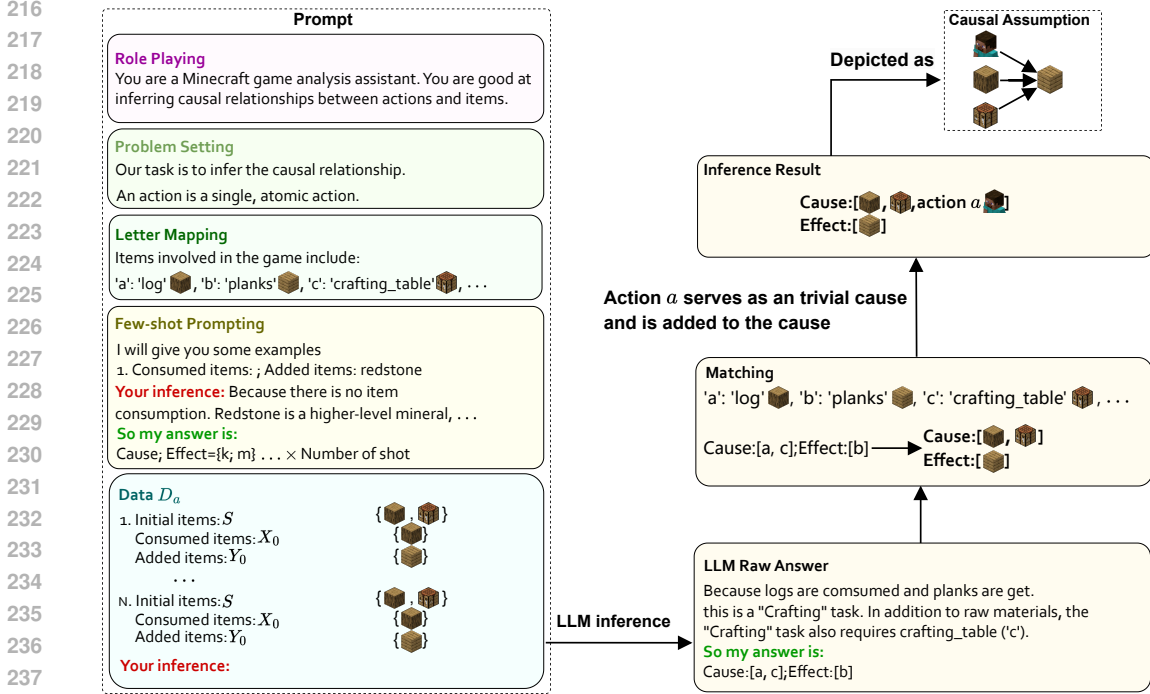 216
217
218
219
220
221
222
223
224
225
226
227
228
229
230
231
232
233
234
235
236
237
Prompt
Role Playing
You are a Minecraft game analysis assistant. You are good at
inferring causal relationships between actions and items.
Problem Setting
Our task is to infer the causal relationship.
An action is a single, atomic action.
Letter Mapping
Items involved in the game include:
'a': 'log' , 'b': 'planks' , 'c': 'crafting_table' , ...
Few-shot Prompting
I will give you some examples
1. Consumed items: ; Added items: redstone
Your inference: Because there is no item
consumption. Redstone is a higher-level mineral, ...
So my answer is:
Cause; Effect={k; m} ... × Number of shot
Data D_a
1. Initial items: S { , }
Consumed items: X_0 { }
Added items: Y_0 { }
...
N. Initial items: S { , }
Consumed items: X_0 { }
Added items: Y_0 { }
Your inference:
LLM inference
LLM Raw Answer
Because logs are comsumed and planks are get.
this is a "Crafting" task. In addition to raw materials, the
"Crafting" task also requires crafting_table ('c').
So my answer is:
Cause:[a, c];Effect:[b]
Matching
'a': 'log' , 'b': 'planks' , 'c': 'crafting_table' , ...
Cause:[a, c];Effect:[b]
Cause:[ , ]
Effect:[ ]
Action a serves as an trivial cause
and is added to the cause
Inference Result
Cause:[ , ,action a ]
Effect:[ ]
Depicted as
Causal Assumption